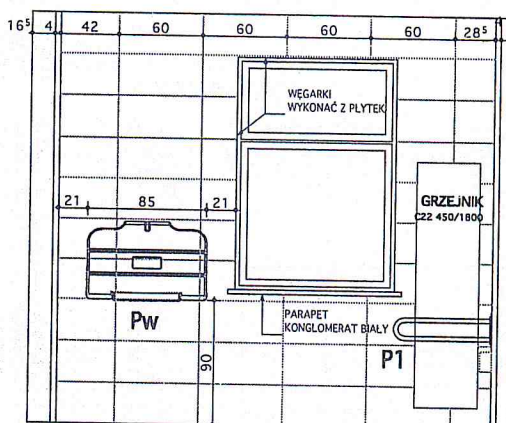 16⁵ 4 42 60 60 60 60 28⁵
WĘGARKI
WYKONAĆ Z PŁYTEK
21 85 21
GRZEJNIK
C22 450/1800
PARAPET
KONGLOMERAT BIAŁY
Pw
P1
90